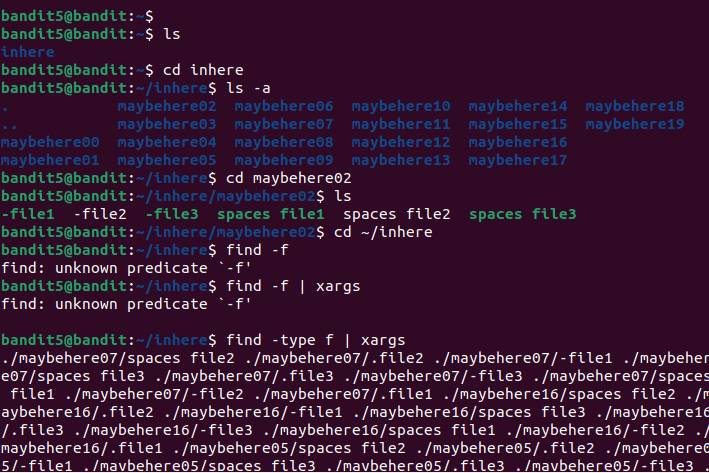 bandit5@bandit:~$
bandit5@bandit:~$ ls
inhere
bandit5@bandit:~$ cd inhere
bandit5@bandit:~/inhere$ ls -a
. maybehere02 maybehere06 maybehere10 maybehere14 maybehere18
.. maybehere03 maybehere07 maybehere11 maybehere15 maybehere19
maybehere00 maybehere04 maybehere08 maybehere12 maybehere16
maybehere01 maybehere05 maybehere09 maybehere13 maybehere17
bandit5@bandit:~/inhere$ cd maybehere02
bandit5@bandit:~/inhere/maybehere02$ ls
-file1 -file2 -file3 spaces file1 spaces file2 spaces file3
bandit5@bandit:~/inhere/maybehere02$ cd ~/inhere
bandit5@bandit:~/inhere$ find -f
find: unknown predicate `-f'
bandit5@bandit:~/inhere$ find -f | xargs
find: unknown predicate `-f'
bandit5@bandit:~/inhere$ find -type f | xargs
./maybehere07/spaces file2 ./maybehere07/.file2 ./maybehere07/-file1 ./mayber
e07/spaces file3 ./maybehere07/.file3 ./maybehere07/-file3 ./maybehere07/spaces
file1 ./maybehere07/-file2 ./maybehere07/.file1 ./maybehere16/spaces file2 ./m
aybehere16/.file2 ./maybehere16/-file1 ./maybehere16/spaces file3 ./maybehere16
/.file3 ./maybehere16/-file3 ./maybehere16/spaces file1 ./maybehere16/-file2 ./
maybehere16/.file1 ./maybehere05/spaces file2 ./maybehere05/.file2 ./maybehere0
5/-file1 ./maybehere05/spaces file3 ./maybehere05/.file3 ./maybehere05/-file3 .